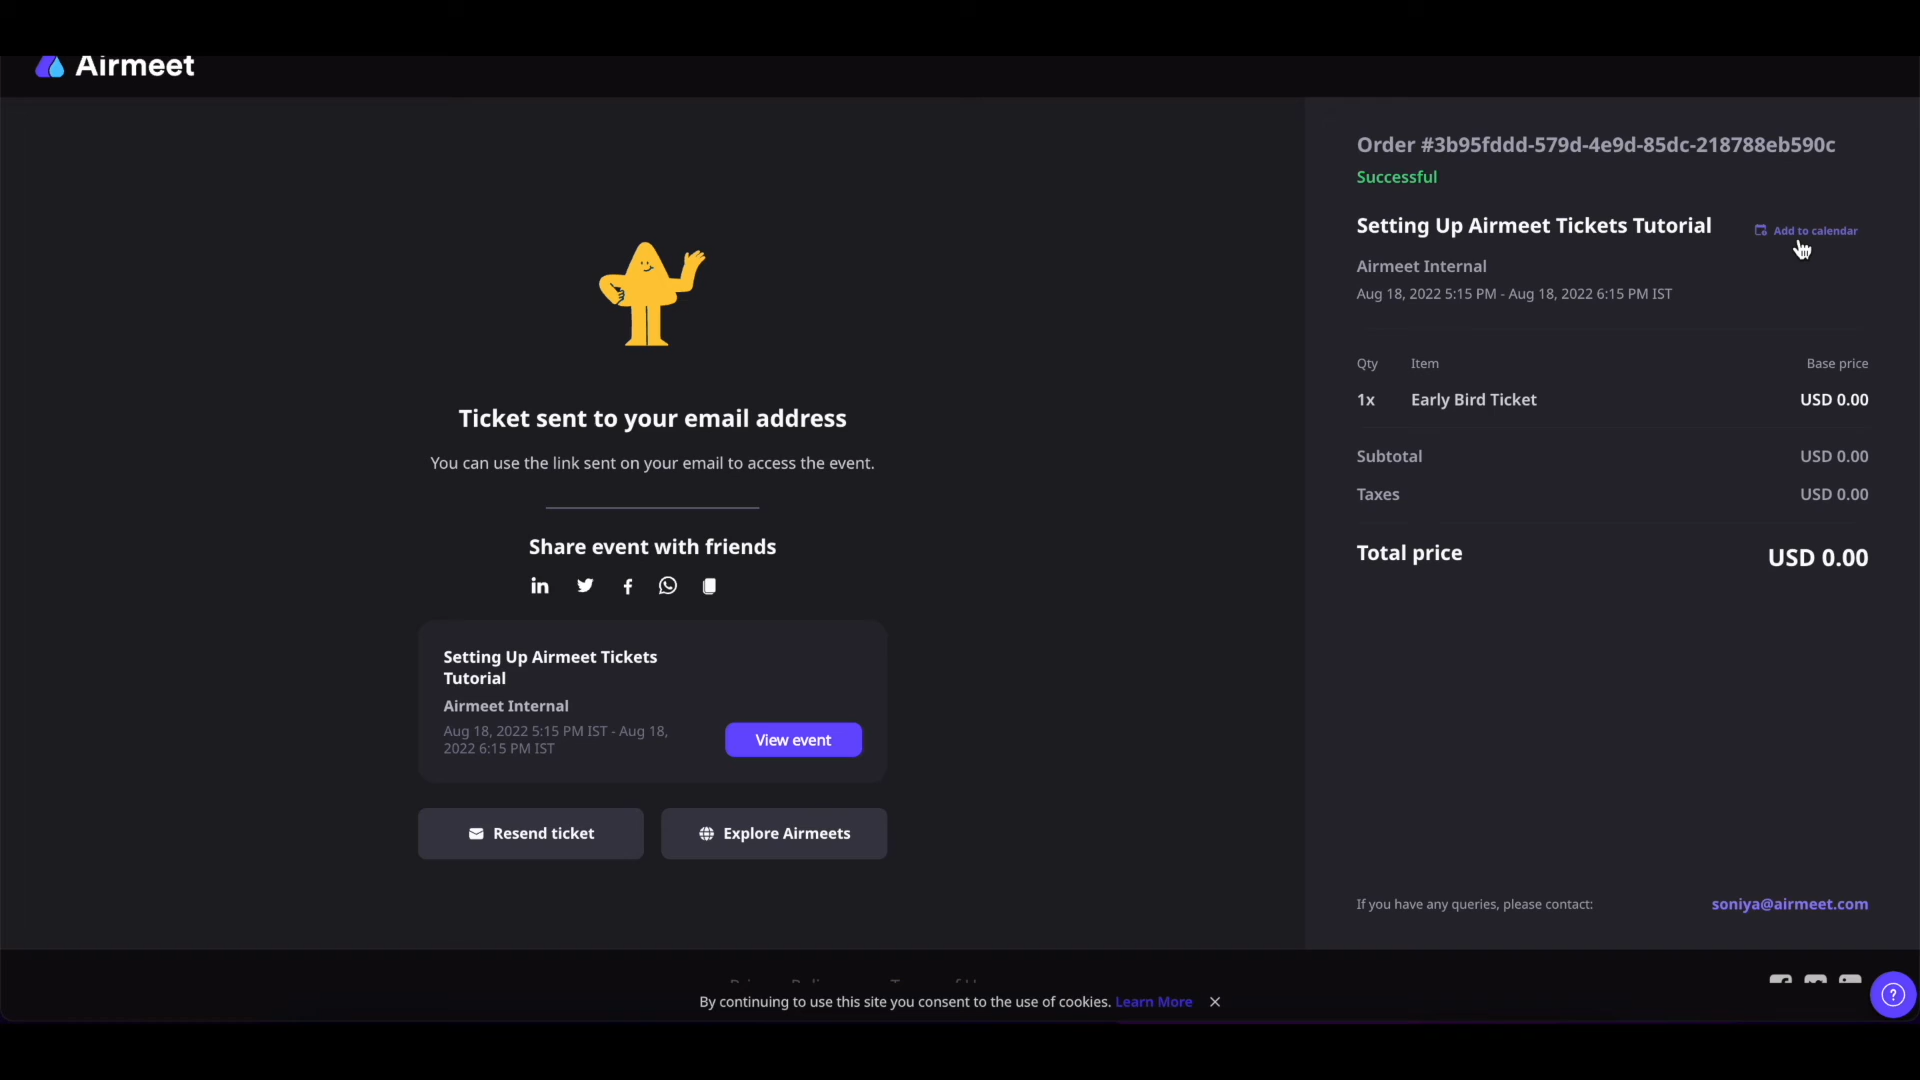 Airmeet
Order #3b95fddd-579d-4e9d-85dc-218788eb590c
Successful
Setting Up Airmeet Tickets Tutorial
Add to calendar
Airmeet Internal
Aug 18, 2022 5:15 PM - Aug 18, 2022 6:15 PM IST
Qty Item Base price
1x Early Bird Ticket USD 0.00
Subtotal USD 0.00
Taxes USD 0.00
Total price USD 0.00
If you have any queries, please contact: soniya@airmeet.com
Ticket sent to your email address
You can use the link sent on your email to access the event.
Share event with friends
Setting Up Airmeet Tickets
Tutorial
Airmeet Internal
Aug 18, 2022 5:15 PM IST - Aug 18,
2022 6:15 PM IST
View event
Resend ticket
Explore Airmeets
By continuing to use this site you consent to the use of cookies. Learn More